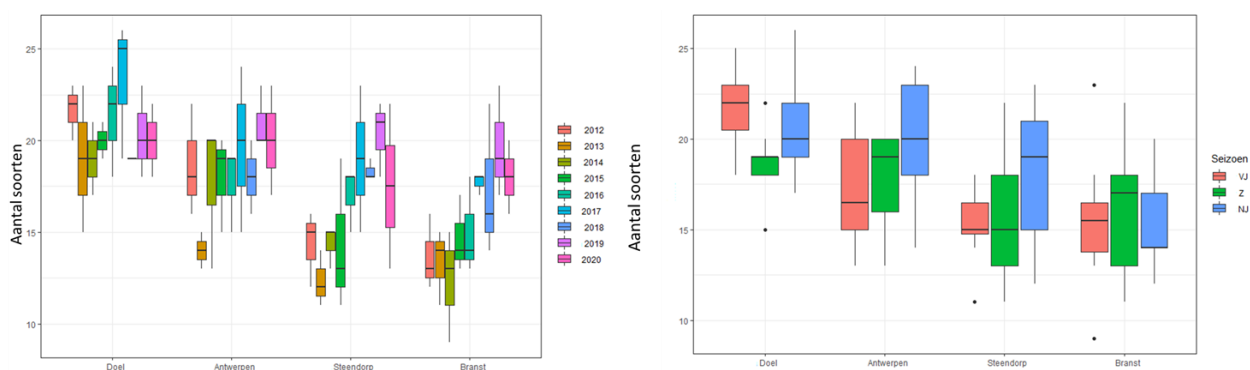 Aantal soorten
25
20
15
10
Doel
Antwerpen
Steendorp
Branst
2012
2013
2014
2015
2016
2017
2018
2019
2020
Aantal soorten
25
20
15
10
Doel
Antwerpen
Steendorp
Branst
Seizoen
VJ
Z
NJ